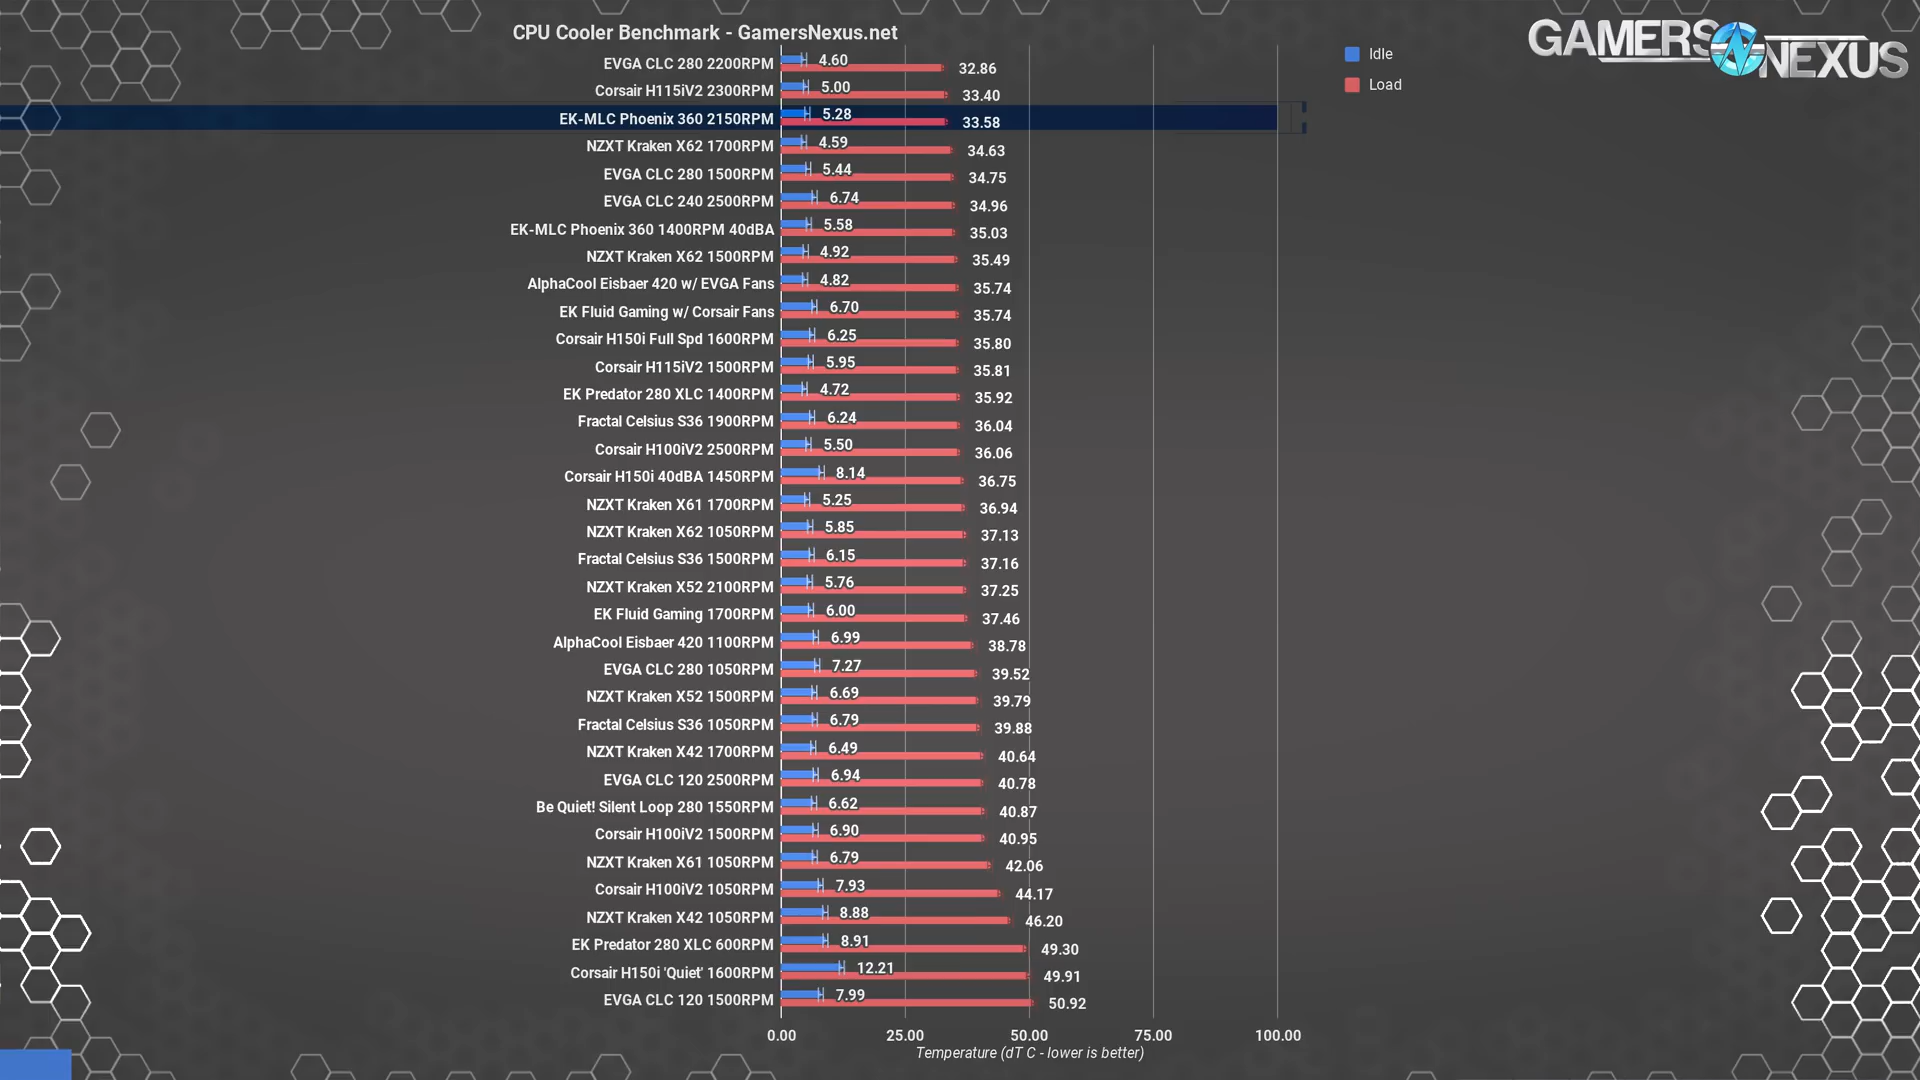 CPU Cooler Benchmark - GamersNexus.net
GAMERS NEXUS
Idle
Load
EVGA CLC 280 2200RPM 4.60 32.86
Corsair H115iV2 2300RPM 5.00 33.40
EK-MLC Phoenix 360 2150RPM 5.28 33.58
NZXT Kraken X62 1700RPM 4.59 34.63
EVGA CLC 280 1500RPM 5.44 34.75
EVGA CLC 240 2500RPM 6.74 34.96
EK-MLC Phoenix 360 1400RPM 40dBA 5.58 35.03
NZXT Kraken X62 1500RPM 4.92 35.49
AlphaCool Eisbaer 420 w/ EVGA Fans 4.82 35.74
EK Fluid Gaming w/ Corsair Fans 6.70 35.74
Corsair H150i Full Spd 1600RPM 6.25 35.80
Corsair H115iV2 1500RPM 5.95 35.81
EK Predator 280 XLC 1400RPM 4.72 35.92
Fractal Celsius S36 1900RPM 6.24 36.04
Corsair H100iV2 2500RPM 5.50 36.06
Corsair H150i 40dBA 1450RPM 8.14 36.75
NZXT Kraken X61 1700RPM 5.25 36.94
NZXT Kraken X62 1050RPM 5.85 37.13
Fractal Celsius S36 1500RPM 6.15 37.16
NZXT Kraken X52 2100RPM 5.76 37.25
EK Fluid Gaming 1700RPM 6.00 37.46
AlphaCool Eisbaer 420 1100RPM 6.99 38.78
EVGA CLC 280 1050RPM 7.27 39.52
NZXT Kraken X52 1500RPM 6.69 39.79
Fractal Celsius S36 1050RPM 6.79 39.88
NZXT Kraken X42 1700RPM 6.49 40.64
EVGA CLC 120 2500RPM 6.94 40.78
Be Quiet! Silent Loop 280 1550RPM 6.62 40.87
Corsair H100iV2 1500RPM 6.90 40.95
NZXT Kraken X61 1050RPM 6.79 42.06
Corsair H100iV2 1050RPM 7.93 44.17
NZXT Kraken X42 1050RPM 8.88 46.20
EK Predator 280 XLC 600RPM 8.91 49.30
Corsair H150i 'Quiet' 1600RPM 12.21 49.91
EVGA CLC 120 1500RPM 7.99 50.92
0.00 25.00 50.00 75.00 100.00
Temperature (dT C - lower is better)